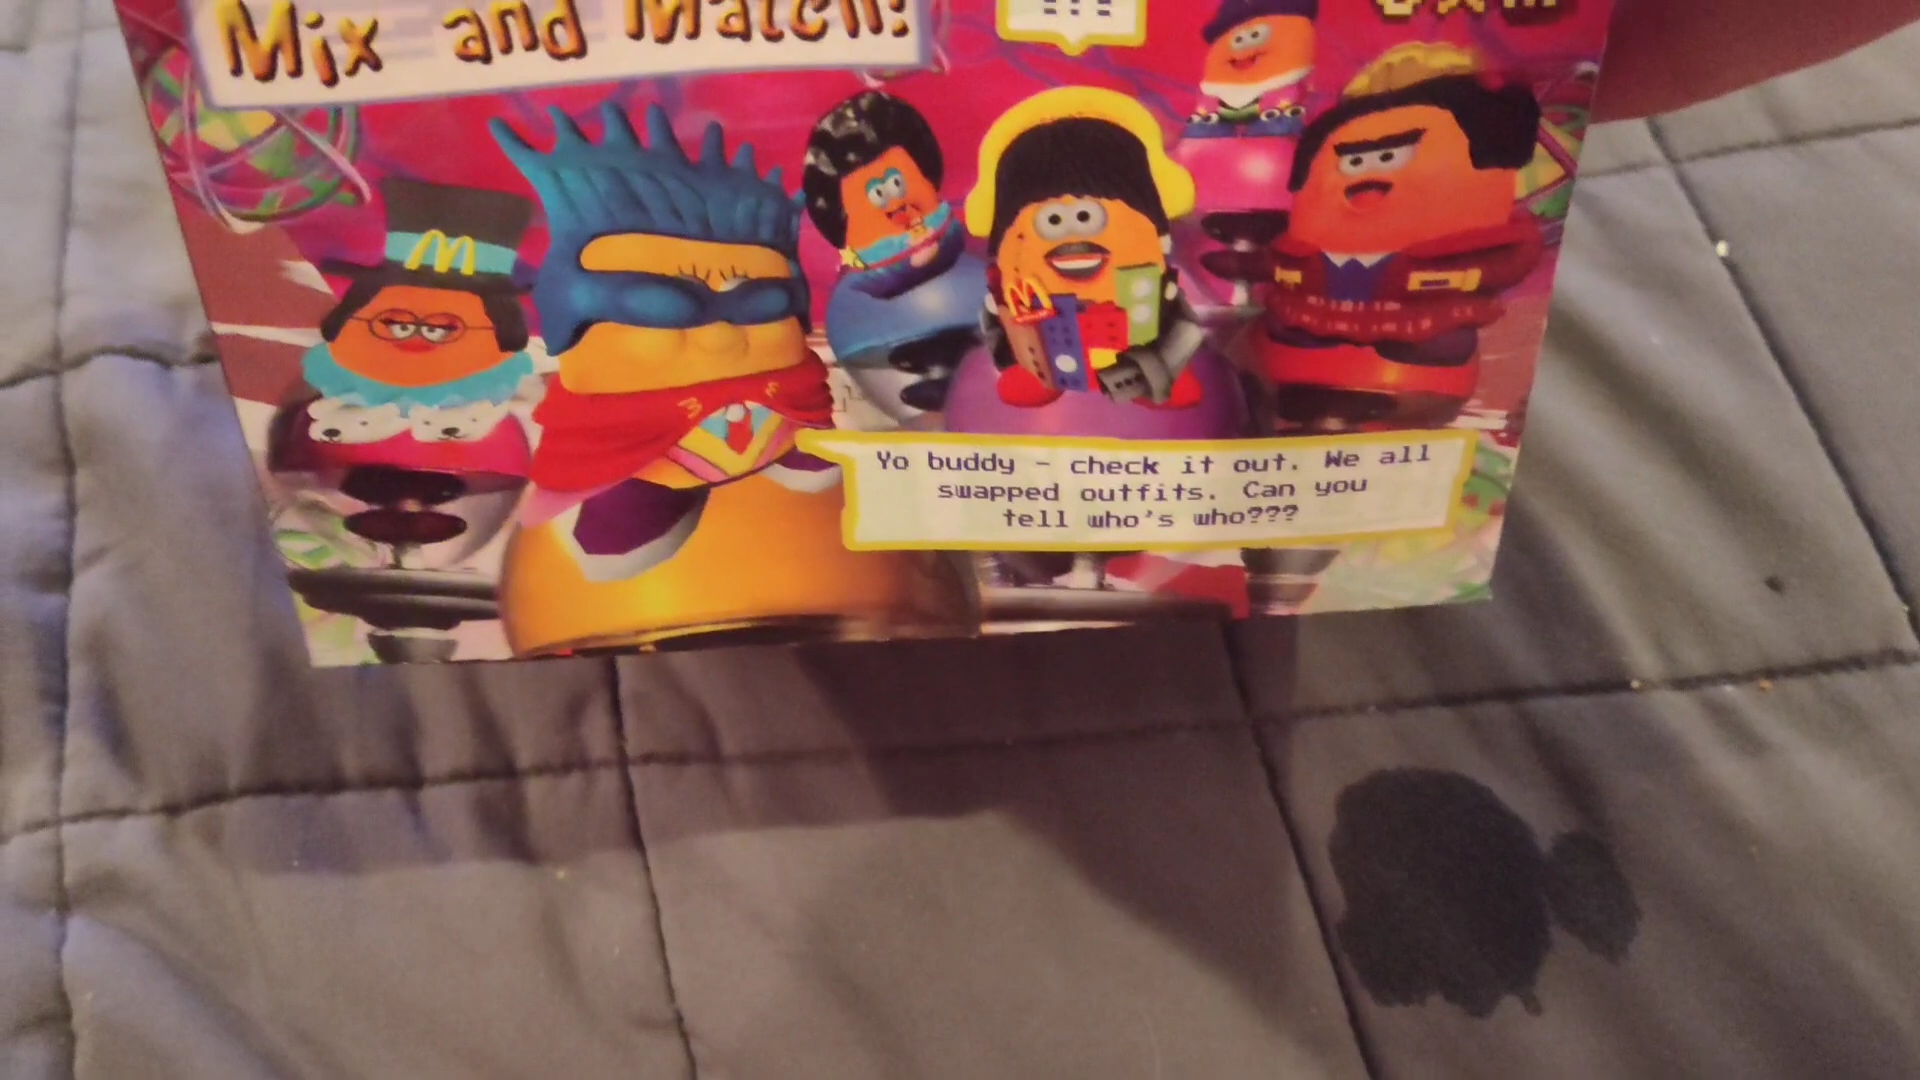 Mix and Match!
Yo buddy - check it out. We all
swapped outfits. Can you
tell who's who???